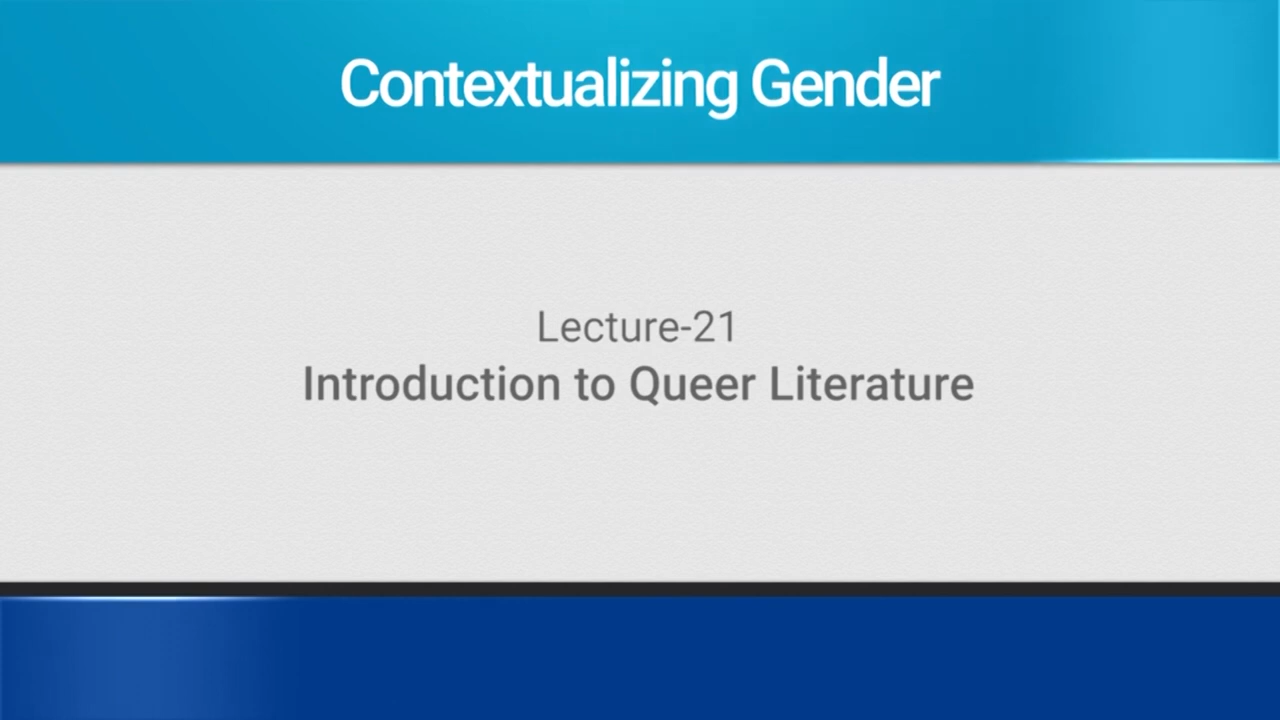 Contextualizing Gender
Lecture-21
Introduction to Queer Literature